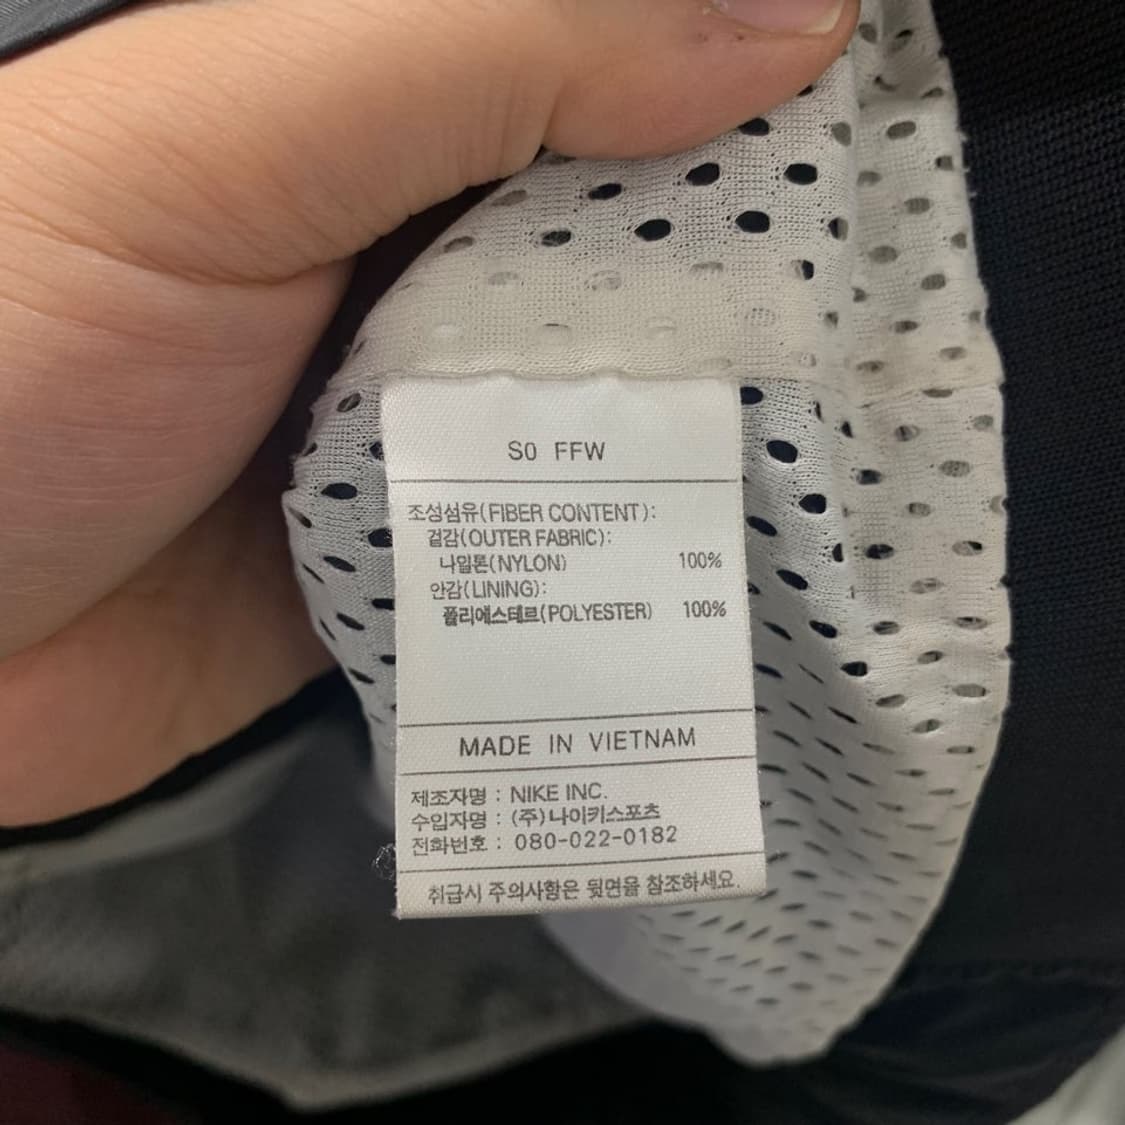 S0 FFW
조성섬유(FIBER CONTENT):
겉감(OUTER FABRIC):
나일론(NYLON) 100%
안감(LINING):
폴리에스테르(POLYESTER) 100%
MADE IN VIETNAM
제조자명 : NIKE INC.
수입자명 : (주)나이키스포츠
전화번호 : 080-022-0182
취급시 주의사항은 뒷면을 참조하세요.